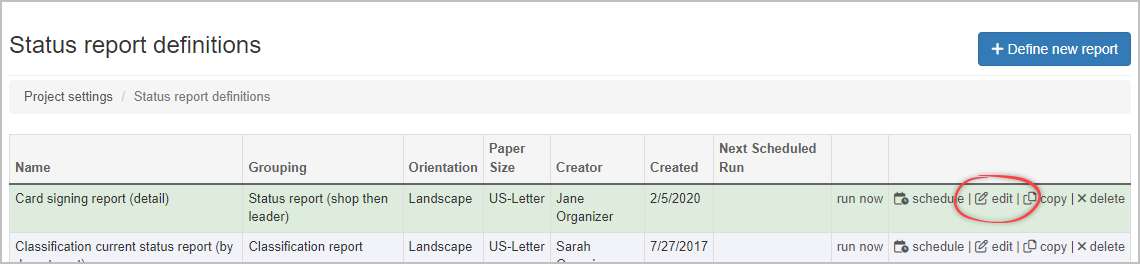 Status report definitions
+ Define new report
Project settings / Status report definitions
Name Grouping Orientation Paper Size Creator Created Next Scheduled Run
Card signing report (detail) Status report (shop then leader) Landscape US-Letter Jane Organizer 2/5/2020 run now schedule | edit | copy | × delete
Classification current status report (by Classification report Landscape US-Letter Sarah 7/27/2017 run now schedule | edit | copy | × delete